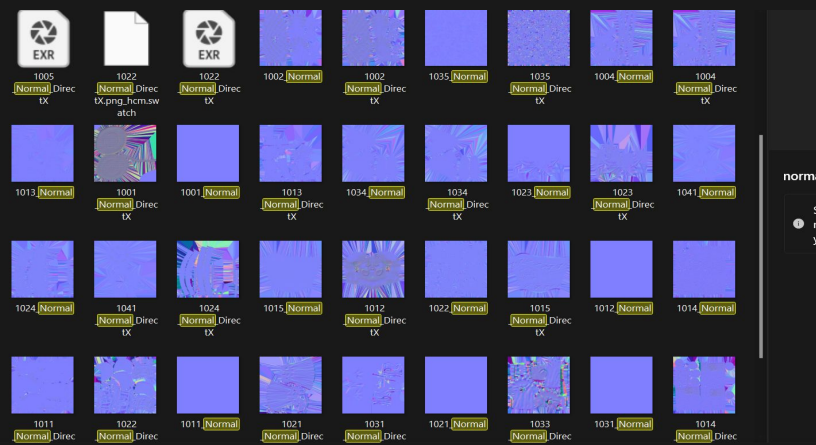 EXR
EXR
1005
_Normal_Direc
tX
1022
_Normal_Direc
tX.png_hcm.sw
atch
1022
_Normal_Direc
tX
1002_Normal
1002
_Normal_Direc
tX
1035_Normal
1035
_Normal_Direc
tX
1004_Normal
1004
_Normal_Direc
tX
1013_Normal
1001
_Normal_Direc
tX
1001_Normal
1013
_Normal_Direc
tX
1034_Normal
1034
_Normal_Direc
tX
1023_Normal
1023
_Normal_Direc
tX
1041_Normal
norma
1024_Normal
1041
_Normal_Direc
tX
1024
_Normal_Direc
tX
1015_Normal
1012
_Normal_Direc
tX
1022_Normal
1015
_Normal_Direc
tX
1012_Normal
1014_Normal
1011
_Normal_Direc
1022
_Normal_Direc
1011_Normal
1021
_Normal_Direc
1031
_Normal_Direc
1021_Normal
1033
_Normal_Direc
1031_Normal
1014
_Normal_Direc